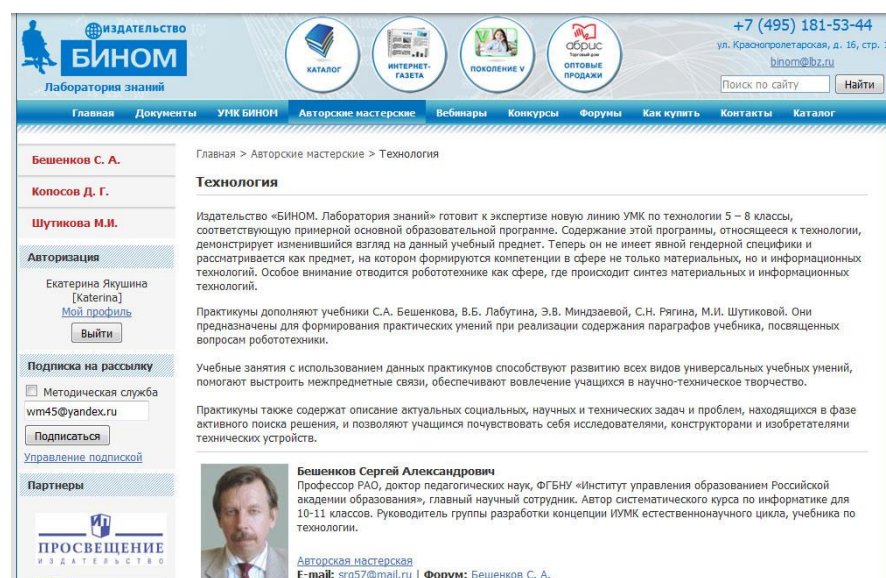 ИЗДАТЕЛЬСТВО
БИНОМ
Лаборатория знаний
КАТАЛОГ
ИНТЕРНЕТ-
ГАЗЕТА
ПОКОЛЕНИЕ V
абрис
Торговый дом
ОПТОВЫЕ
ПРОДАЖИ
+7 (495) 181-53-44
ул. Краснопролетарская, д. 16, стр.
binom@lbz.ru
Поиск по сайту Найти
Главная Документы УМК БИНОМ Авторские мастерские Вебинары Конкурсы Форумы Как купить Контакты Каталог
Бешенков С. А.
Копосов Д. Г.
Шутикова М.И.
Авторизация
Екатерина Якушина
[Katerina]
Мой профиль
Выйти
Подписка на рассылку
Методическая служба
wm45@yandex.ru
Подписаться
Управление подпиской
Партнеры
ПРОСВЕЩЕНИЕ
ИЗДАТЕЛЬСТВО
Главная > Авторские мастерские > Технология
Технология
Издательство «БИНОМ. Лаборатория знаний» готовит к экспертизе новую линию УМК по технологии 5 – 8 классы,
соответствующую примерной основной образовательной программе. Содержание этой программы, относящееся к технологии,
демонстрирует изменившийся взгляд на данный учебный предмет. Теперь он не имеет явной гендерной специфики и
рассматривается как предмет, на котором формируются компетенции в сфере не только материальных, но и информационных
технологий. Особое внимание отводится робототехнике как сфере, где происходит синтез материальных и информационных
технологий.
Практикумы дополняют учебники С.А. Бешенкова, В.Б. Лабутина, Э.В. Миндзаевой, С.Н. Рягина, М.И. Шутиковой. Они
предназначены для формирования практических умений при реализации содержания параграфов учебника, посвященных
вопросам робототехники.
Учебные занятия с использованием данных практикумов способствуют развитию всех видов универсальных учебных умений,
помогают выстроить межпредметные связи, обеспечивают вовлечение учащихся в научно-техническое творчество.
Практикумы также содержат описание актуальных социальных, научных и технических задач и проблем, находящихся в фазе
активного поиска решения, и позволяют учащимся почувствовать себя исследователями, конструкторами и изобретателями
технических устройств.
Бешенков Сергей Александрович
Профессор РАО, доктор педагогических наук, ФГБНУ «Институт управления образованием Российской
академии образования», главный научный сотрудник. Автор систематического курса по информатике для
10-11 классов. Руководитель группы разработки концепции ИУМК естественнонаучного цикла, учебника по
технологии.
Авторская мастерская
E-mail: srg57@mail.ru | Форум: Бешенков С. А.